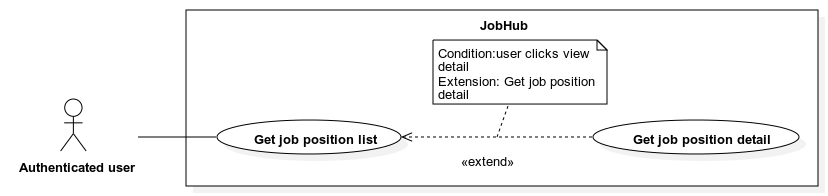 JobHub
Condition:user clicks view
detail
Extension: Get job position
detail
Get job position list
Get job position detail
«extend»
Authenticated user